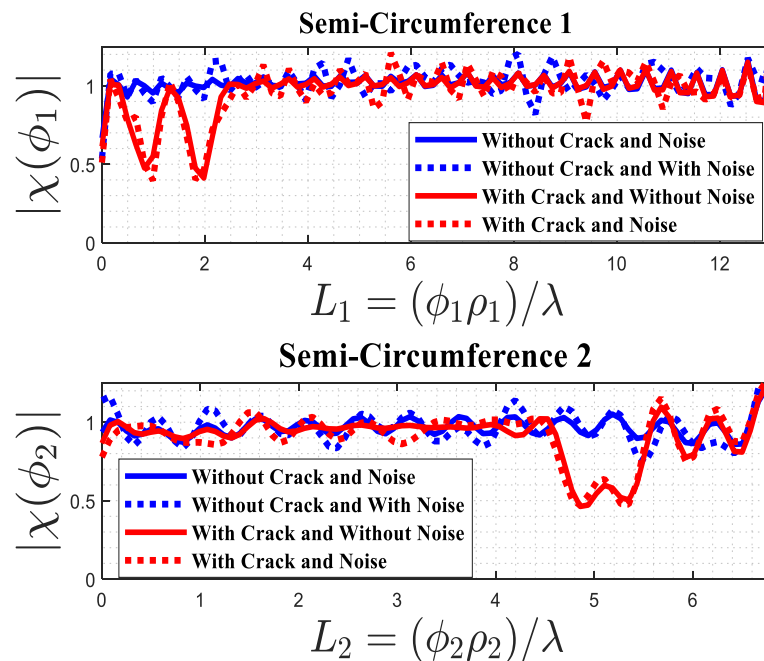 Semi-Circumference 1
|χ(ϕ₁)|
1
0.5
0
0 2 4 6 8 10 12
Without Crack and Noise
Without Crack and With Noise
With Crack and Without Noise
With Crack and Noise
L₁ = (ϕ₁ρ₁)/λ
Semi-Circumference 2
|χ(ϕ₂)|
1
0.5
0
0 1 2 3 4 5 6
Without Crack and Noise
Without Crack and With Noise
With Crack and Without Noise
With Crack and Noise
L₂ = (ϕ₂ρ₂)/λ